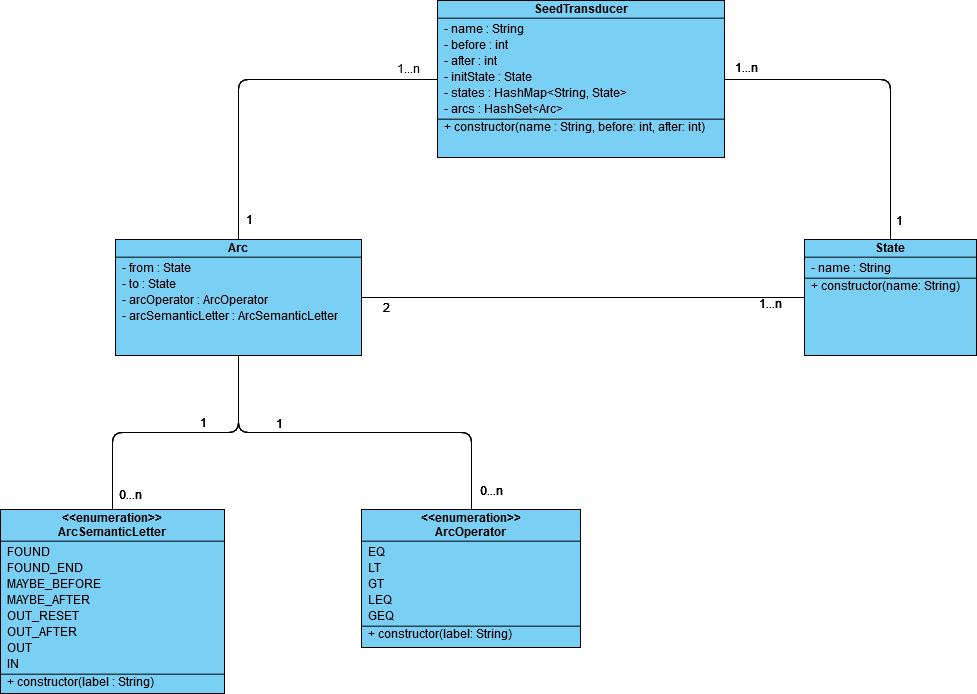 SeedTransducer
- name : String
- before : int
- after : int
- initState : State
- states : HashMap<String, State>
- arcs : HashSet<Arc>
+ constructor(name : String, before: int, after: int)
1...n
1...n
1
1
Arc
- from : State
- to : State
- arcOperator : ArcOperator
- arcSemanticLetter : ArcSemanticLetter
State
- name : String
+ constructor(name: String)
2
1...n
1
1
0...n
0...n
<<enumeration>>
ArcSemanticLetter
FOUND
FOUND_END
MAYBE_BEFORE
MAYBE_AFTER
OUT_RESET
OUT_AFTER
OUT
IN
+ constructor(label : String)
<<enumeration>>
ArcOperator
EQ
LT
GT
LEQ
GEQ
+ constructor(label: String)